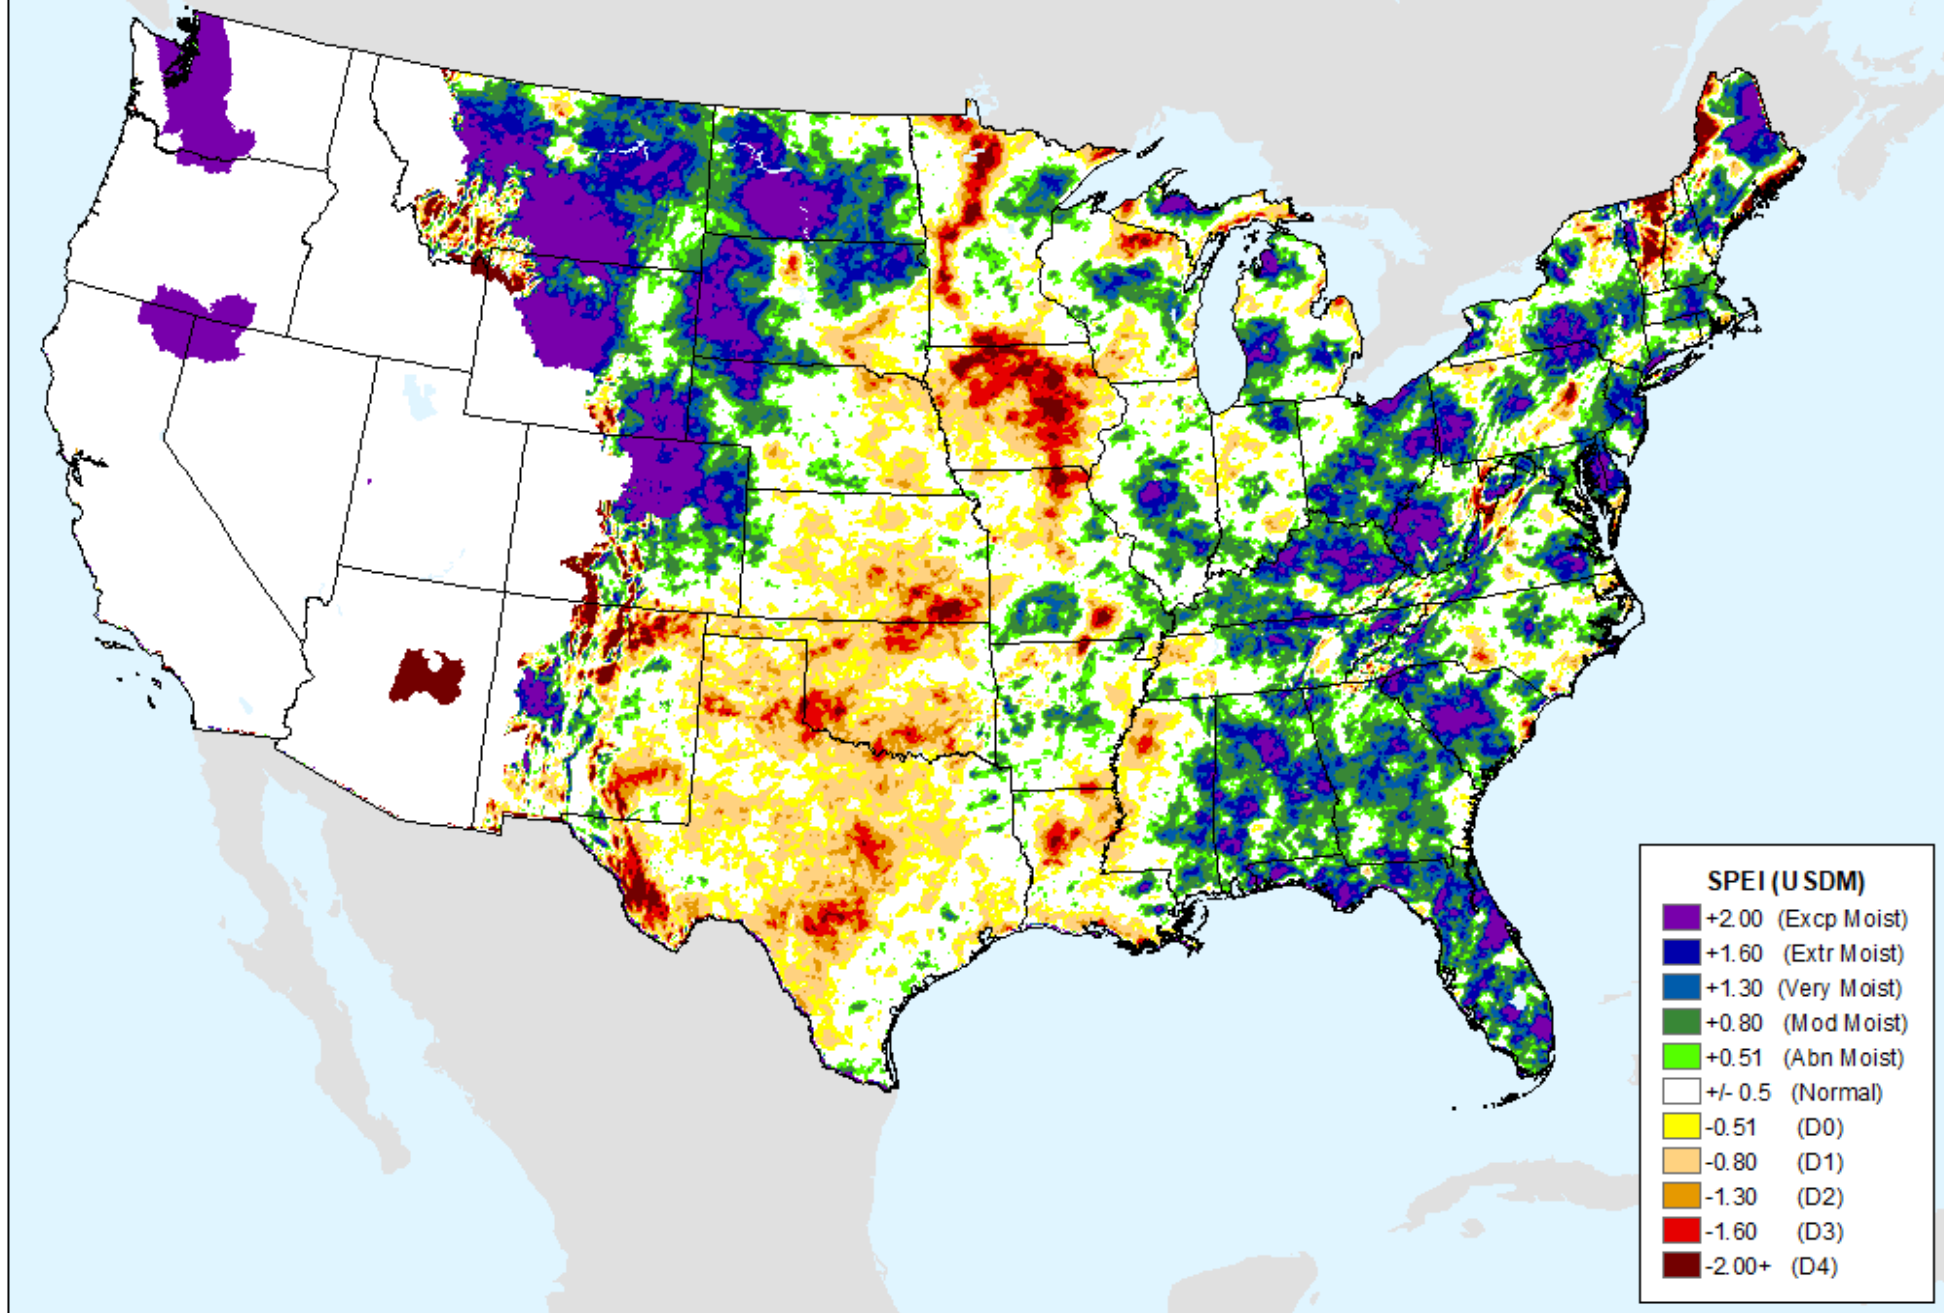 SPEI (USDM)
+2.00 (Excp Moist)
+1.60 (Extr Moist)
+1.30 (Very Moist)
+0.80 (Mod Moist)
+0.51 (Abn Moist)
+/- 0.5 (Normal)
-0.51 (D0)
-0.80 (D1)
-1.30 (D2)
-1.60 (D3)
-2.00+ (D4)